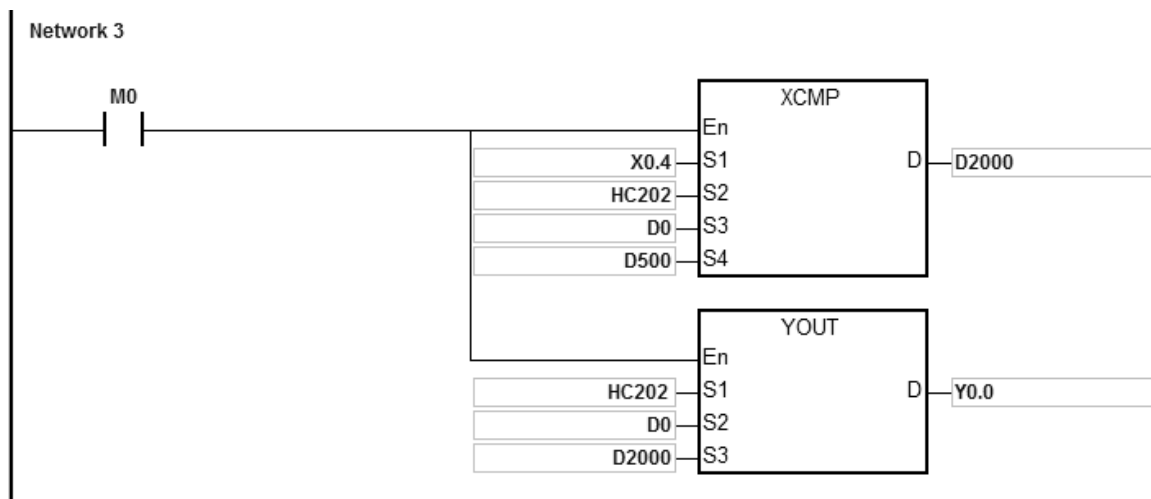 Network 3
M0
XCMP
En
X0.4 S1 D D2000
HC202 S2
D0 S3
D500 S4
YOUT
En
HC202 S1 D Y0.0
D0 S2
D2000 S3